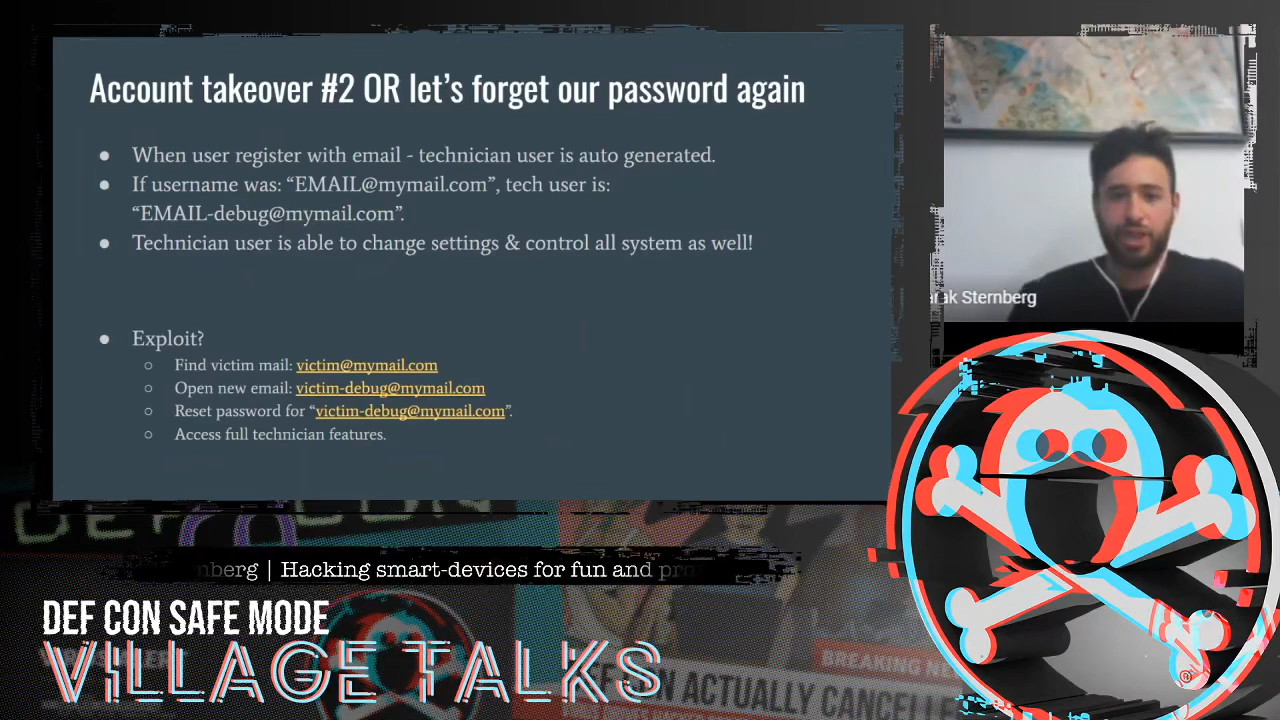 Account takeover #2 OR let's forget our password again
● When user register with email - technician user is auto generated.
● If username was: “EMAIL@mymail.com”, tech user is:
“EMAIL-debug@mymail.com”.
● Technician user is able to change settings & control all system as well!
● Exploit?
○ Find victim mail: victim@mymail.com
○ Open new email: victim-debug@mymail.com
○ Reset password for “victim-debug@mymail.com”.
○ Access full technician features.
Sternberg
| Hacking smart-devices for fun and
DEF CON SAFE MODE
VILLAGE TALKS
DEF CON
BREAKING
ACTUALLY
®